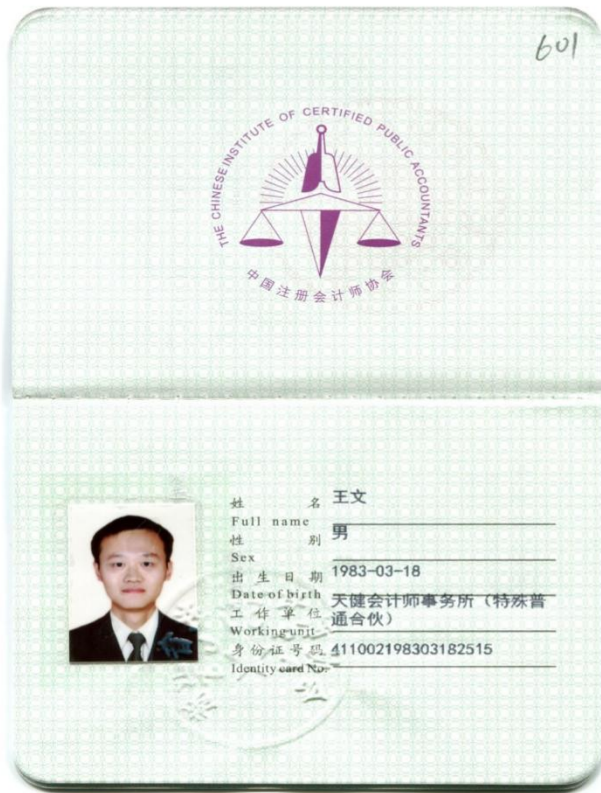 601
THE CHINESE INSTITUTE OF CERTIFIED PUBLIC ACCOUNTANTS
中国注册会计师协会
姓 名 王文
Full name
性 别 男
Sex
出生日期 1983-03-18
Date of birth
工作单位 天健会计师事务所（特殊普
通合伙）
Working unit
身份证号码 411002198303182515
Identity card No.